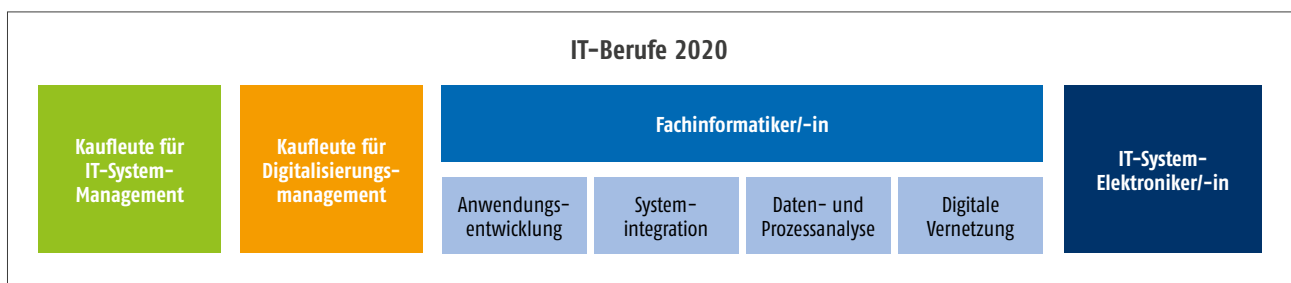 IT-Berufe 2020
Kaufleute für
IT-System-
Management
Kaufleute für
Digitalisierungs-
management
Fachinformatiker/-in
Anwendungs-
entwicklung
System-
integration
Daten- und
Prozessanalyse
Digitale
Vernetzung
IT-System-
Elektroniker/-in